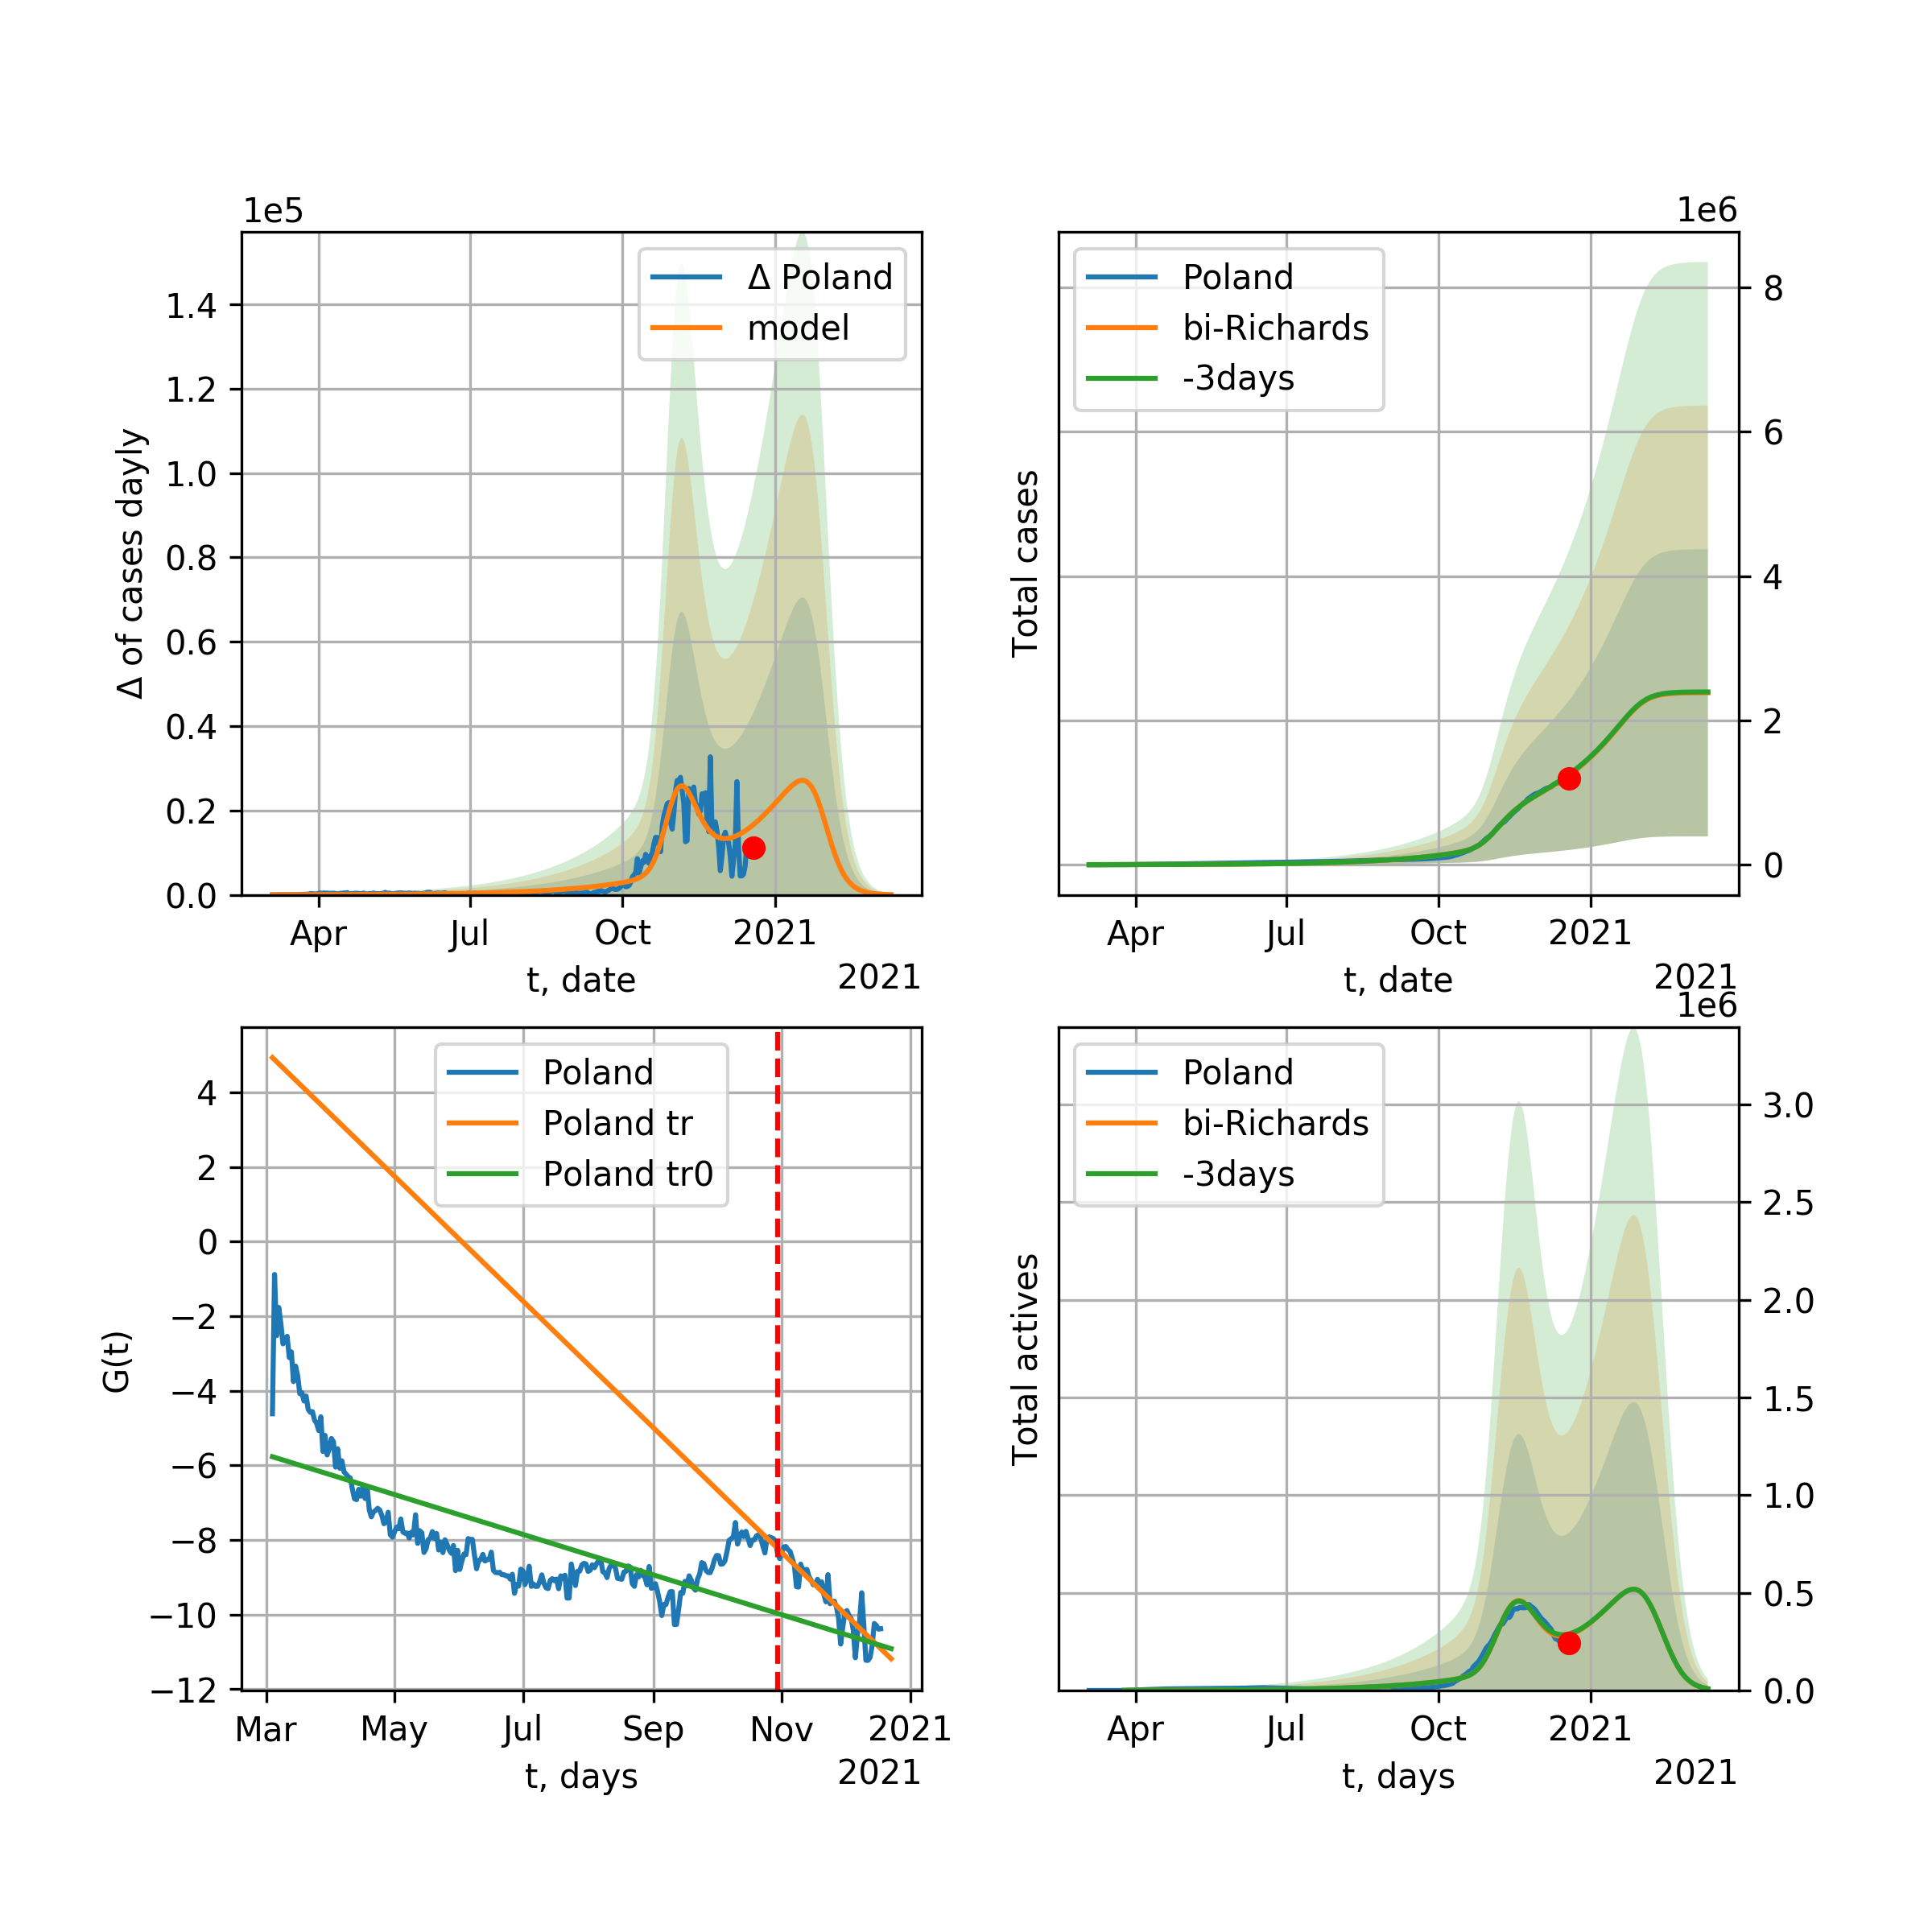 1e5
Δ Poland
model
1.4
1.2
1.0
0.8
0.6
0.4
0.2
0.0
Δ of cases dayly
Apr
Jul
Oct
2021
t, date
2021
1e6
Poland
bi-Richards
-3days
8
6
4
2
0
Total cases
Apr
Jul
Oct
2021
t, date
2021
Poland
Poland tr
Poland tr0
4
2
0
−2
−4
−6
−8
−10
−12
G(t)
Mar
May
Jul
Sep
Nov
2021
t, days
2021
1e6
Poland
bi-Richards
-3days
3.0
2.5
2.0
1.5
1.0
0.5
0.0
Total actives
Apr
Jul
Oct
2021
t, days
2021